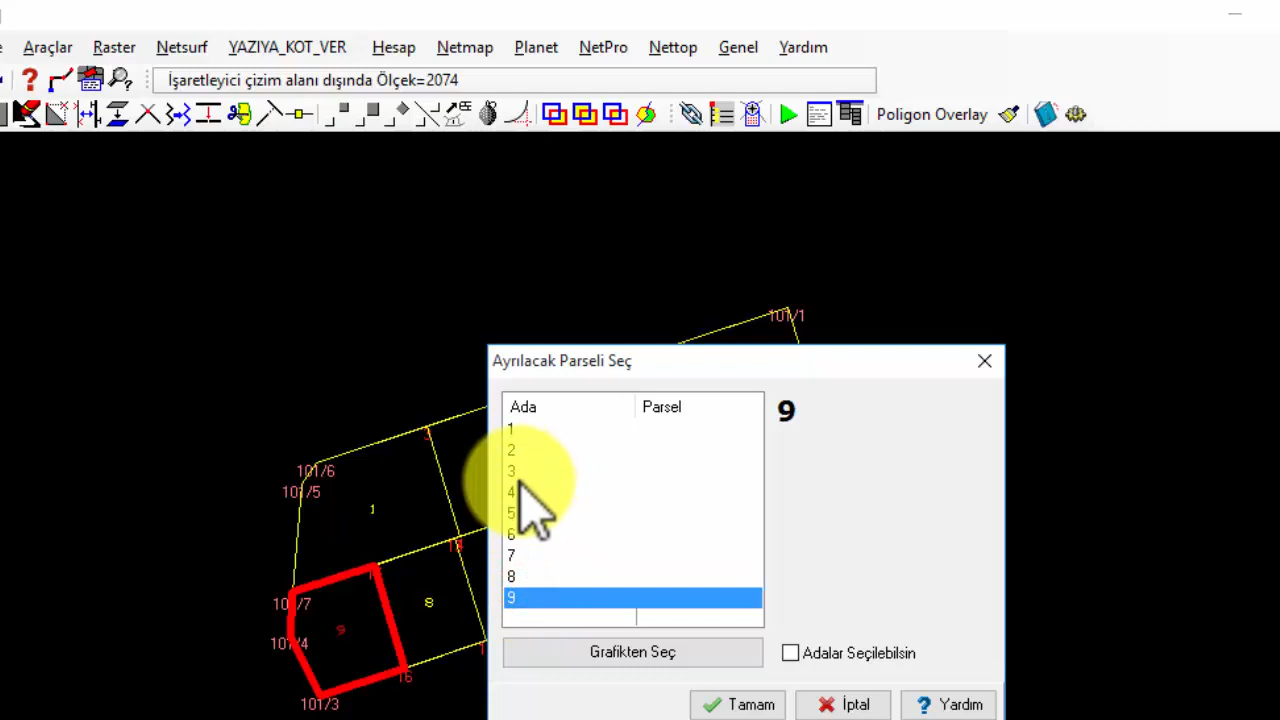 Araçlar Raster Netsurf YAZIYA_KOT_VER Hesap Netmap Planet NetPro Nettop Genel Yardım
İşaretleyici çizim alanı dışında Ölçek=2074
Poligon Overlay
101/1
Ayrılacak Parseli Seç
Ada Parsel
9
1
2
3
4
5
6
7
8
9
Grafikten Seç
Adalar Seçilebilsin
Tamam İptal Yardım
3
101/6
101/5
1
101/7
8
9
101/4
16
101/3